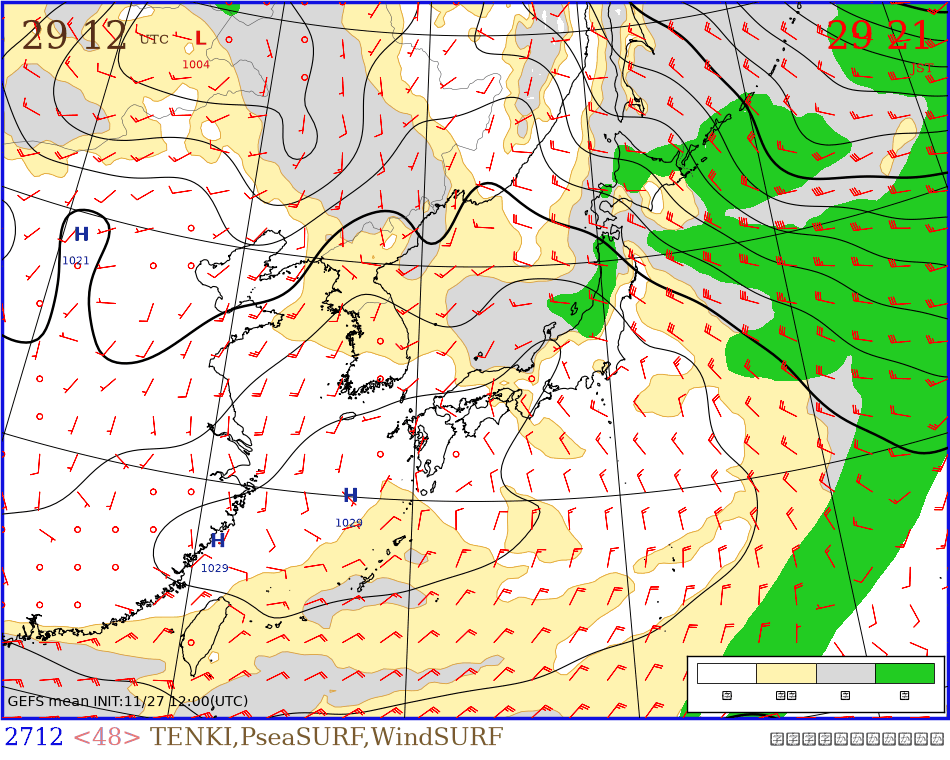 29 12 UTC
29 21 JST
L
1004
H
1021
H
1029
H
1029
GEFS mean INIT:11/27 12:00(UTC)
2712 <48> TENKI,PseaSURF,WindSURF